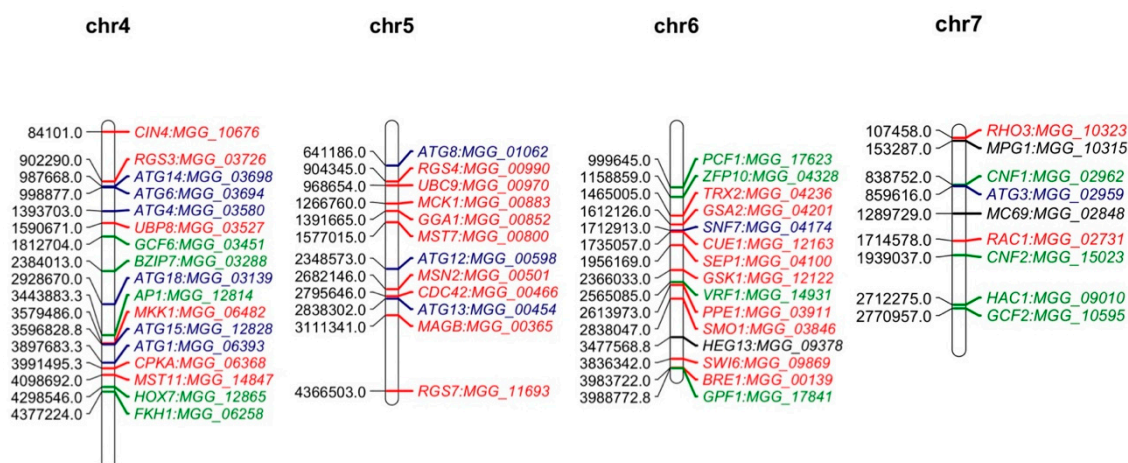 chr4
84101.0 CIN4:MGG_10676
902290.0 RGS3:MGG_03726
987668.0 ATG14:MGG_03698
998877.0 ATG6:MGG_03694
1393703.0 ATG4:MGG_03580
1590671.0 UBP8:MGG_03527
1812704.0 GCF6:MGG_03451
2384013.0 BZIP7:MGG_03288
2928670.0 ATG18:MGG_03139
3443883.3 AP1:MGG_12814
3579486.0 MKK1:MGG_06482
3596828.8 ATG15:MGG_12828
3897683.3 ATG1:MGG_06393
3991495.3 CPKA:MGG_06368
4098692.0 MST11:MGG_14847
4298546.0 HOX7:MGG_12865
4377224.0 FKH1:MGG_06258
chr5
641186.0 ATG8:MGG_01062
904345.0 RGS4:MGG_00990
968654.0 UBC9:MGG_00970
1266760.0 MCK1:MGG_00883
1391665.0 GGA1:MGG_00852
1577015.0 MST7:MGG_00800
2348573.0 ATG12:MGG_00598
2682146.0 MSN2:MGG_00501
2795646.0 CDC42:MGG_00466
2838302.0 ATG13:MGG_00454
3111341.0 MAGB:MGG_00365
4366503.0 RGS7:MGG_11693
chr6
999645.0 PCF1:MGG_17623
1158859.0 ZFP10:MGG_04328
1465005.0 TRX2:MGG_04236
1612126.0 GSA2:MGG_04201
1712913.0 SNF7:MGG_04174
1735057.0 CUE1:MGG_12163
1956169.0 SEP1:MGG_04100
2366033.0 GSK1:MGG_12122
2565085.0 VRF1:MGG_14931
2613973.0 PPE1:MGG_03911
2838047.0 SMO1:MGG_03846
3477568.8 HEG13:MGG_09378
3836342.0 SWI6:MGG_09869
3983722.0 BRE1:MGG_00139
3988772.8 GPF1:MGG_17841
chr7
107458.0 RHO3:MGG_10323
153287.0 MPG1:MGG_10315
838752.0 CNF1:MGG_02962
859616.0 ATG3:MGG_02959
1289729.0 MC69:MGG_02848
1714578.0 RAC1:MGG_02731
1939037.0 CNF2:MGG_15023
2712275.0 HAC1:MGG_09010
2770957.0 GCF2:MGG_10595